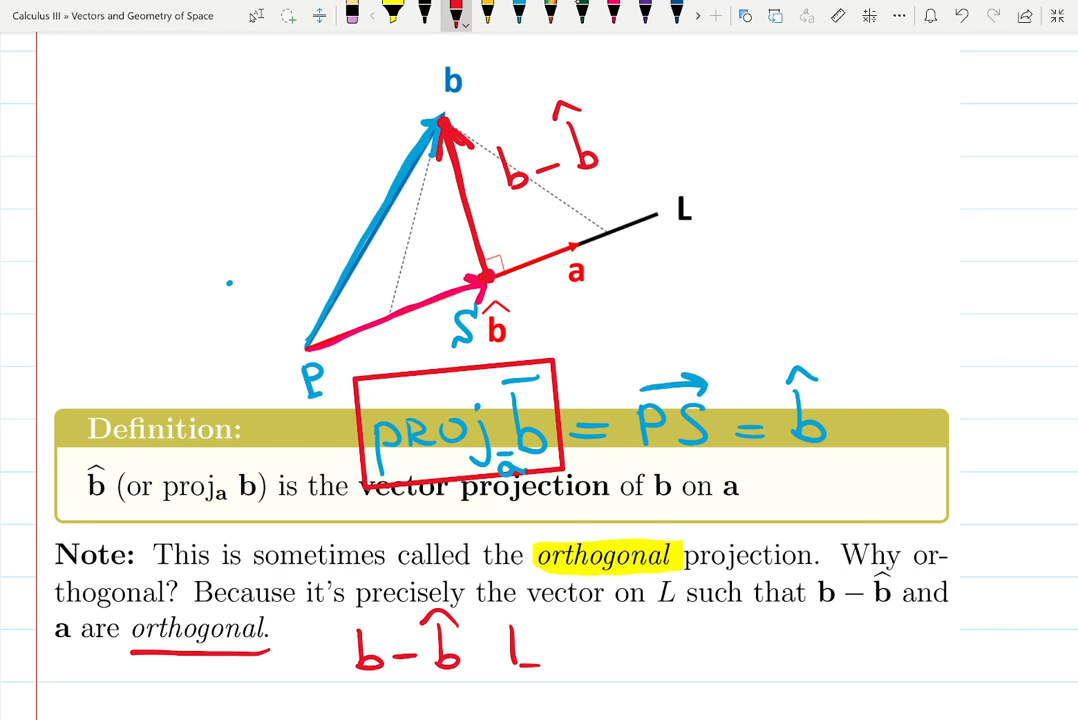 Calculus III » Vectors and Geometry of Space
b
b - b̂
L
a
S b̂
P
PROJ_a̅ b̅ = P⃗S⃗ = b̂
Definition:
b̂ (or proj_a b) is the vector projection of b on a
Note: This is sometimes called the orthogonal projection. Why or-
thogonal? Because it's precisely the vector on L such that b − b̂ and
a are orthogonal.
b - b̂